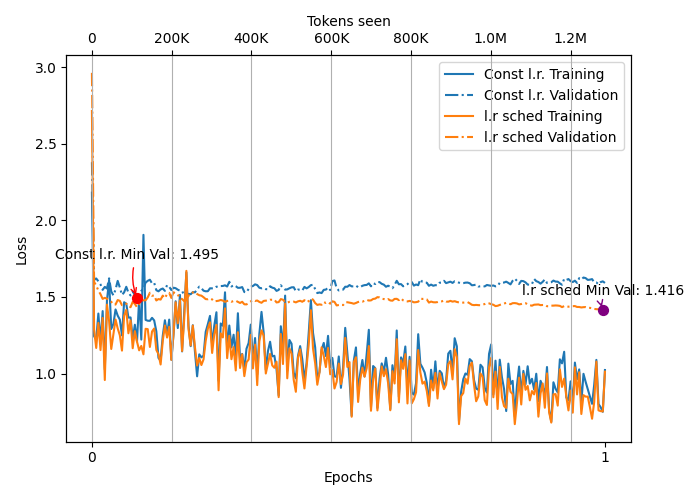 Tokens seen
0 200K 400K 600K 800K 1.0M 1.2M
3.0
Const l.r. Training
Const l.r. Validation
l.r sched Training
l.r sched Validation
2.5
2.0
Const l.r. Min Val: 1.495
1.5
l.r sched Min Val: 1.416
1.0
Loss
0 1
Epochs